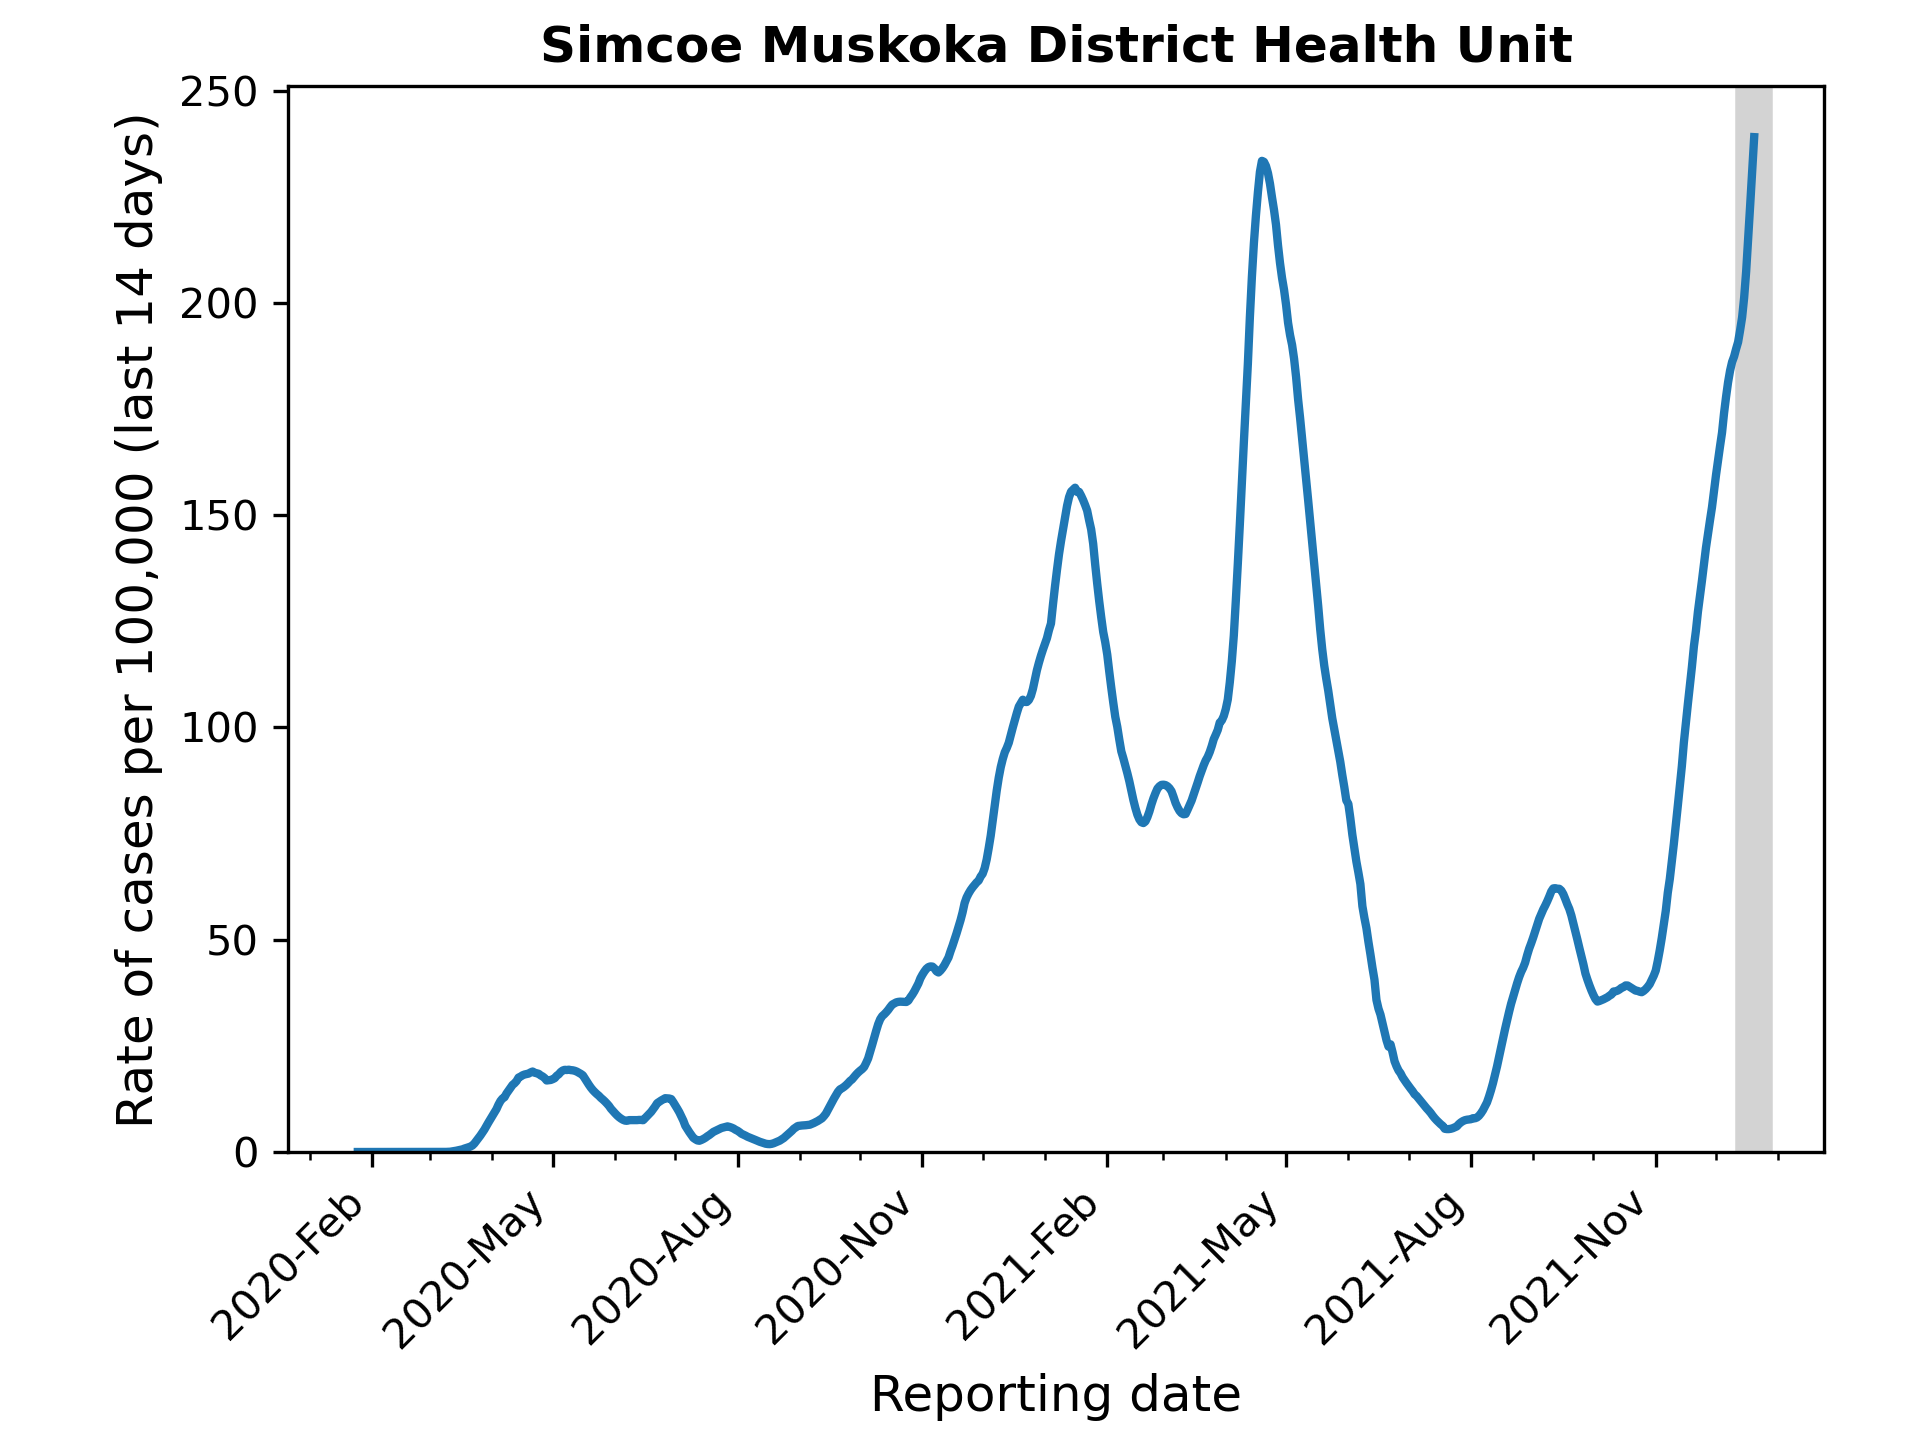 Simcoe Muskoka District Health Unit
Rate of cases per 100,000 (last 14 days)
250
200
150
100
50
0
2020-Feb
2020-May
2020-Aug
2020-Nov
2021-Feb
2021-May
2021-Aug
2021-Nov
Reporting date